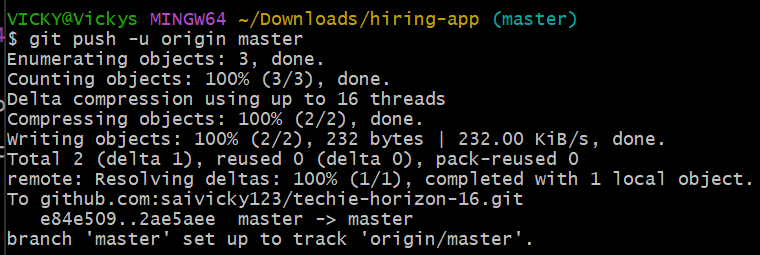 VICKY@Vickys MINGW64 ~/Downloads/hiring-app (master)
$ git push -u origin master
Enumerating objects: 3, done.
Counting objects: 100% (3/3), done.
Delta compression using up to 16 threads
Compressing objects: 100% (2/2), done.
Writing objects: 100% (2/2), 232 bytes | 232.00 KiB/s, done.
Total 2 (delta 1), reused 0 (delta 0), pack-reused 0
remote: Resolving deltas: 100% (1/1), completed with 1 local object.
To github.com:saivicky123/techie-horizon-16.git
   e84e509..2ae5aee  master -> master
branch 'master' set up to track 'origin/master'.